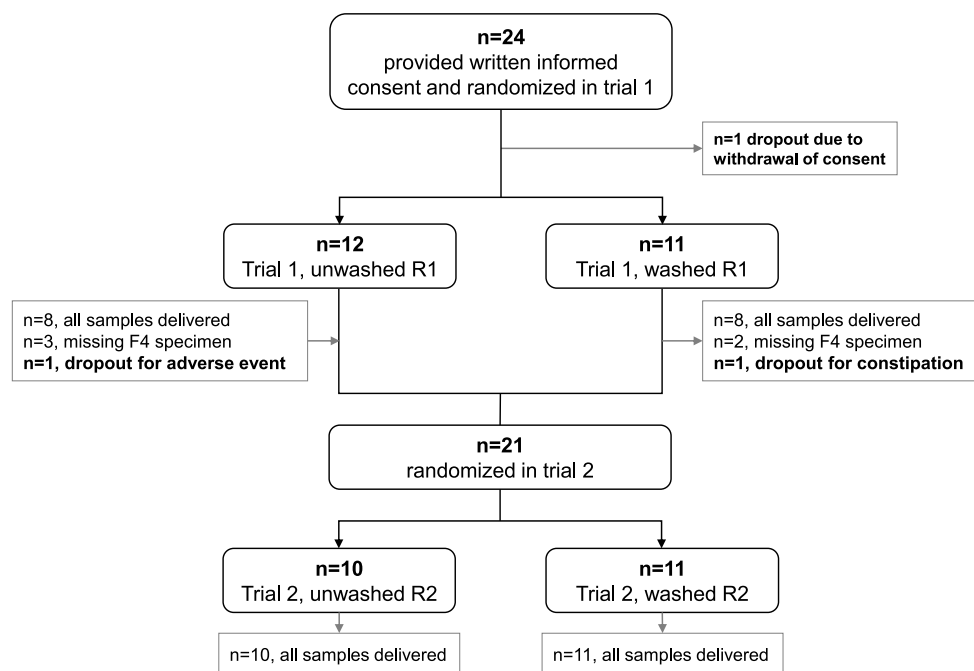 n=24
provided written informed
consent and randomized in trial 1
n=1 dropout due to
withdrawal of consent
n=12
Trial 1, unwashed R1
n=11
Trial 1, washed R1
n=8, all samples delivered
n=3, missing F4 specimen
n=1, dropout for adverse event
n=8, all samples delivered
n=2, missing F4 specimen
n=1, dropout for constipation
n=21
randomized in trial 2
n=10
Trial 2, unwashed R2
n=11
Trial 2, washed R2
n=10, all samples delivered
n=11, all samples delivered